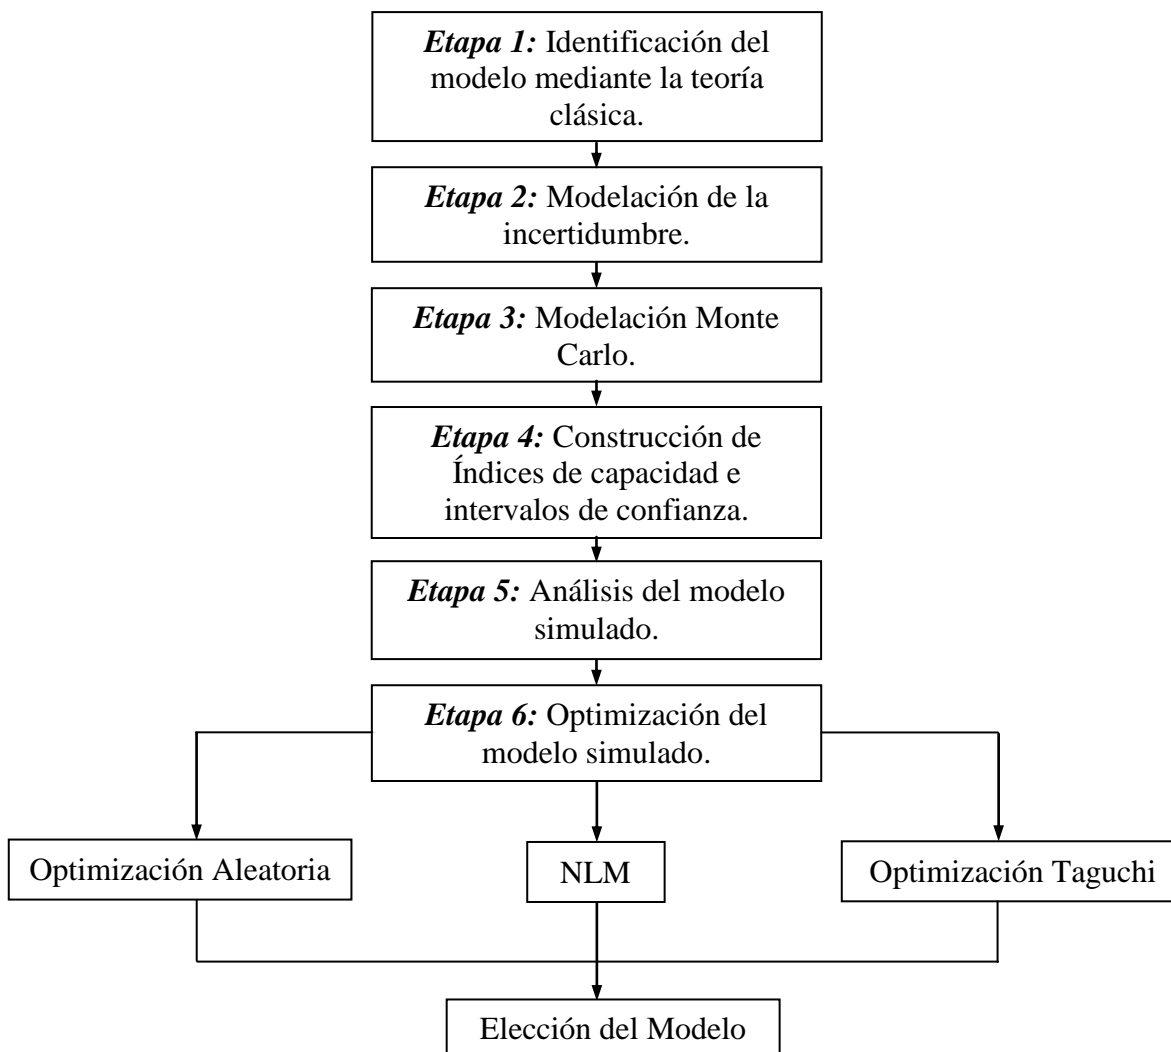 Etapa 1: Identificación del
modelo mediante la teoría
clásica.
Etapa 2: Modelación de la
incertidumbre.
Etapa 3: Modelación Monte
Carlo.
Etapa 4: Construcción de
Índices de capacidad e
intervalos de confianza.
Etapa 5: Análisis del modelo
simulado.
Etapa 6: Optimización del
modelo simulado.
Optimización Aleatoria
NLM
Optimización Taguchi
Elección del Modelo